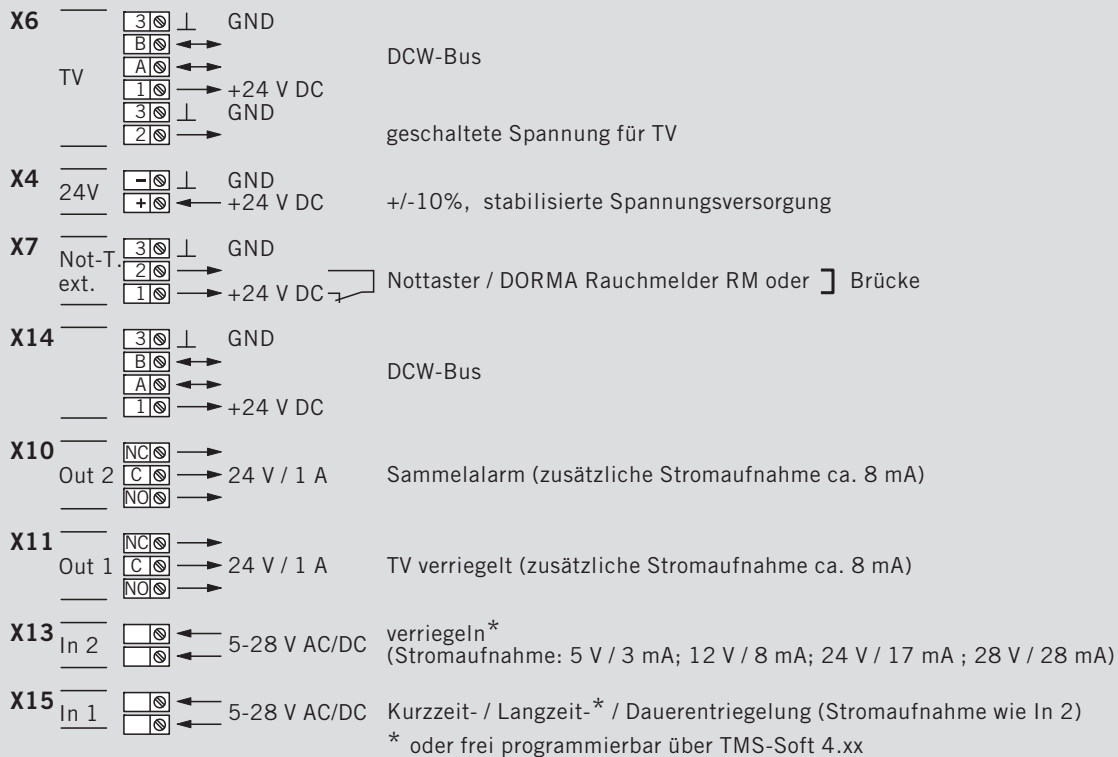 X6 TV 3 GND
B
A DCW-Bus
1 +24 V DC
3 GND
2 geschaltete Spannung für TV
X4 24V - GND
+ +24 V DC +/-10%, stabilisierte Spannungsversorgung
X7 Not-T. ext. 3 GND
2
1 +24 V DC Nottaster / DORMA Rauchmelder RM oder Brücke
X14 3 GND
B
A DCW-Bus
1 +24 V DC
X10 NC
Out 2 C 24 V / 1 A Sammelalarm (zusätzliche Stromaufnahme ca. 8 mA)
NO
X11 NC
Out 1 C 24 V / 1 A TV verriegelt (zusätzliche Stromaufnahme ca. 8 mA)
NO
X13 In 2 5-28 V AC/DC verriegeln*
(Stromaufnahme: 5 V / 3 mA; 12 V / 8 mA; 24 V / 17 mA ; 28 V / 28 mA)
X15 In 1 5-28 V AC/DC Kurzzeit- / Langzeit-* / Dauerentriegelung (Stromaufnahme wie In 2)
* oder frei programmierbar über TMS-Soft 4.xx